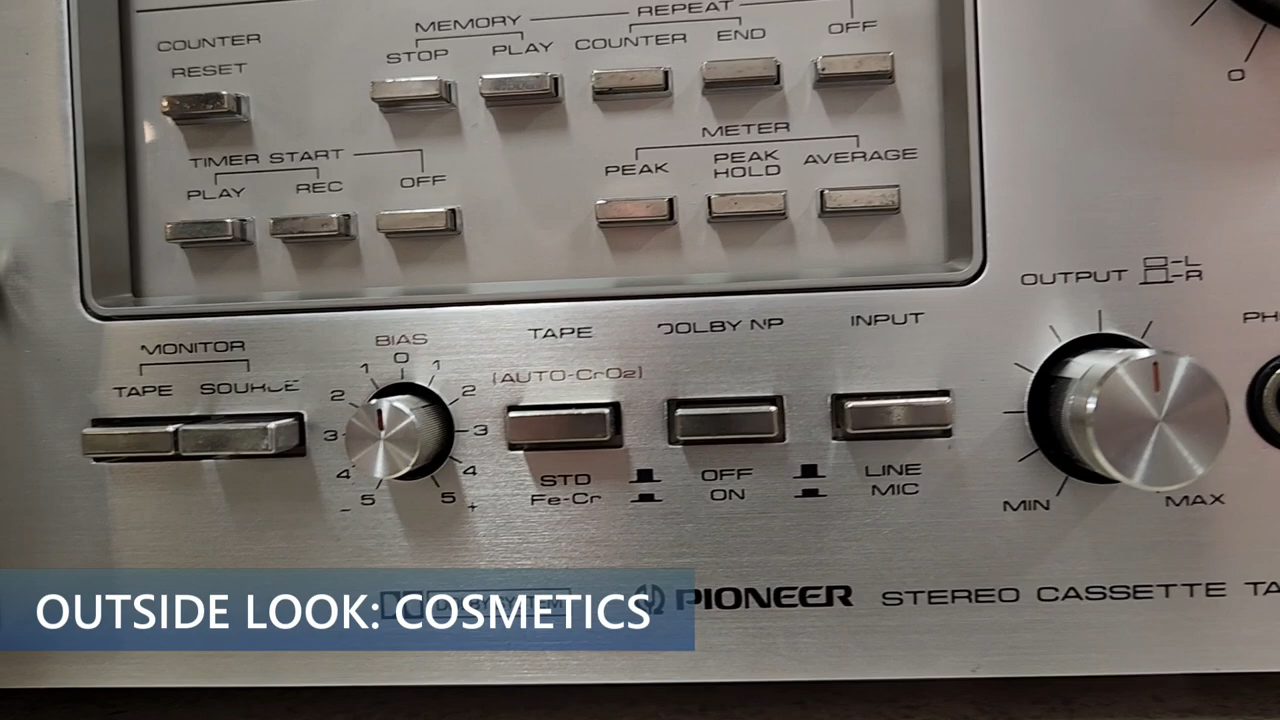 MEMORY REPEAT
COUNTER
RESET
STOP PLAY COUNTER END OFF
0
TIMER START
PLAY REC OFF
METER
PEAK PEAK HOLD AVERAGE
OUTPUT -L -R
MONITOR
TAPE SOURCE
BIAS
0
1 1
2 2
3 3
4 4
5 5
- +
TAPE
(AUTO-CrO2)
STD
Fe-Cr
DOLBY NR
OFF
ON
INPUT
LINE
MIC
MIN MAX
PH
OUTSIDE LOOK: COSMETICS
PIONEER STEREO CASSETTE TA